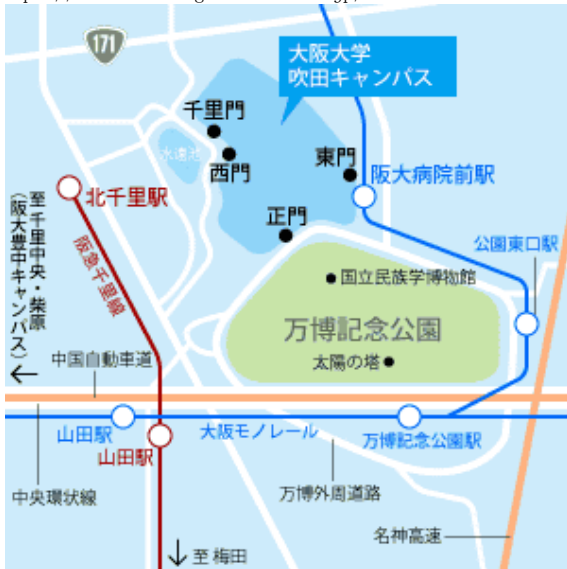 171
大阪大学
吹田キャンパス
千里門
水遠池
西門
東門
阪大病院前駅
北千里駅
正門
公園東口駅
阪急千里線
至千里中央・柴原
（阪大豊中キャンパス）
国立民族学博物館
万博記念公園
太陽の塔
中国自動車道
山田駅
大阪モノレール
万博記念公園駅
山田駅
中央環状線
万博外周道路
名神高速
至 梅田